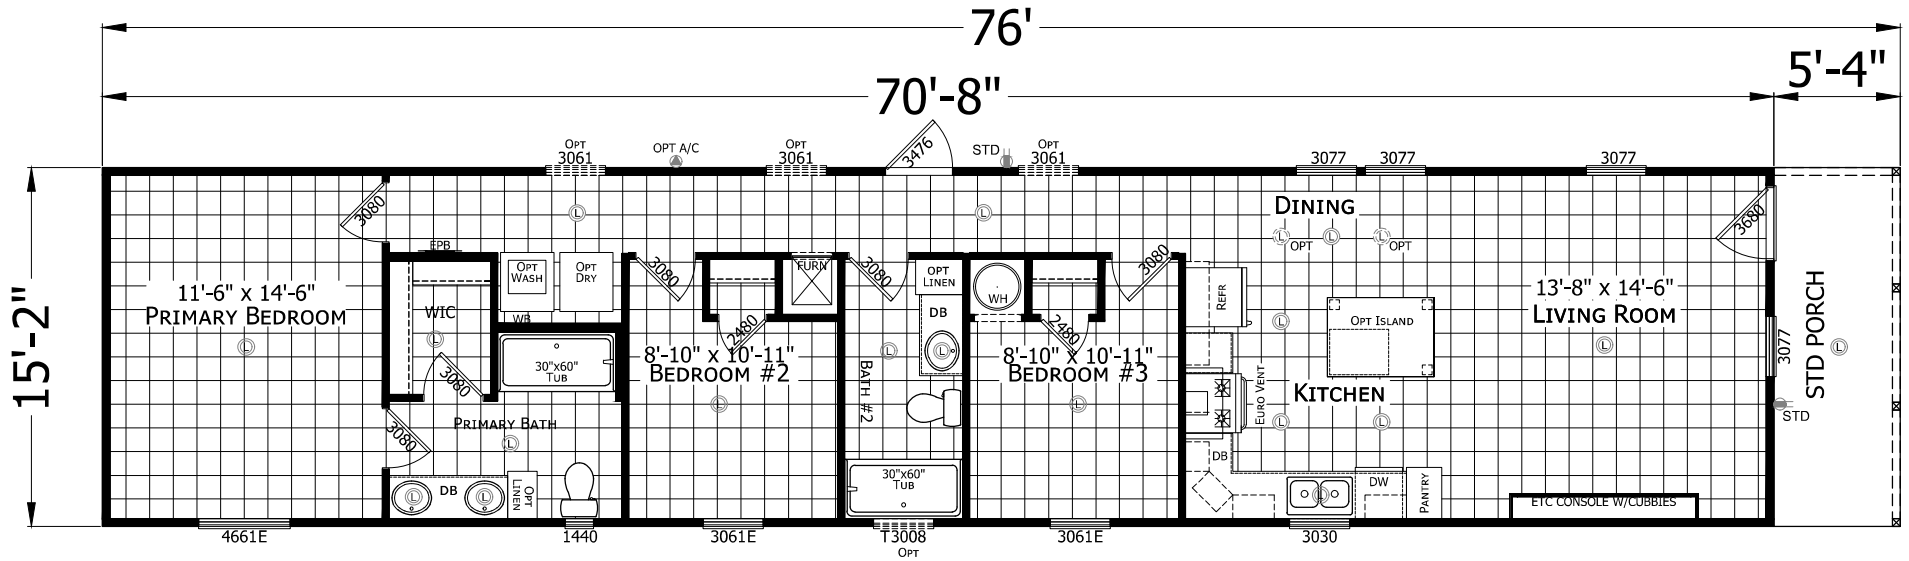 76'
70'-8"
5'-4"
15'-2"
OPT
3061
OPT A/C
OPT
3061
3476
STD
OPT
3061
3077
3077
3077
3080
EPB
L
L
DINING
L
OPT
L
L
OPT
3680
11'-6" x 14'-6"
PRIMARY BEDROOM
L
WIC
L
3080
OPT
WASH
OPT
DRY
WB
30"x60"
TUB
3080
FURN
2480
8'-10" x 10'-11"
BEDROOM #2
L
3080
OPT
LINEN
DB
L
L
BATH #2
30"x60"
TUB
L
WH
3080
2480
8'-10" x 10'-11"
BEDROOM #3
L
REFR
L
OPT ISLAND
EURO VENT
KITCHEN
L
L
13'-8" x 14'-6"
LIVING ROOM
L
3077
STD PORCH
L
STD
3080
PRIMARY BATH
L
DB
L
L
OPT
LINEN
DB
L
DW
PANTRY
ETC CONSOLE W/CUBBIES
4661E
1440
3061E
T3008
OPT
3061E
3030